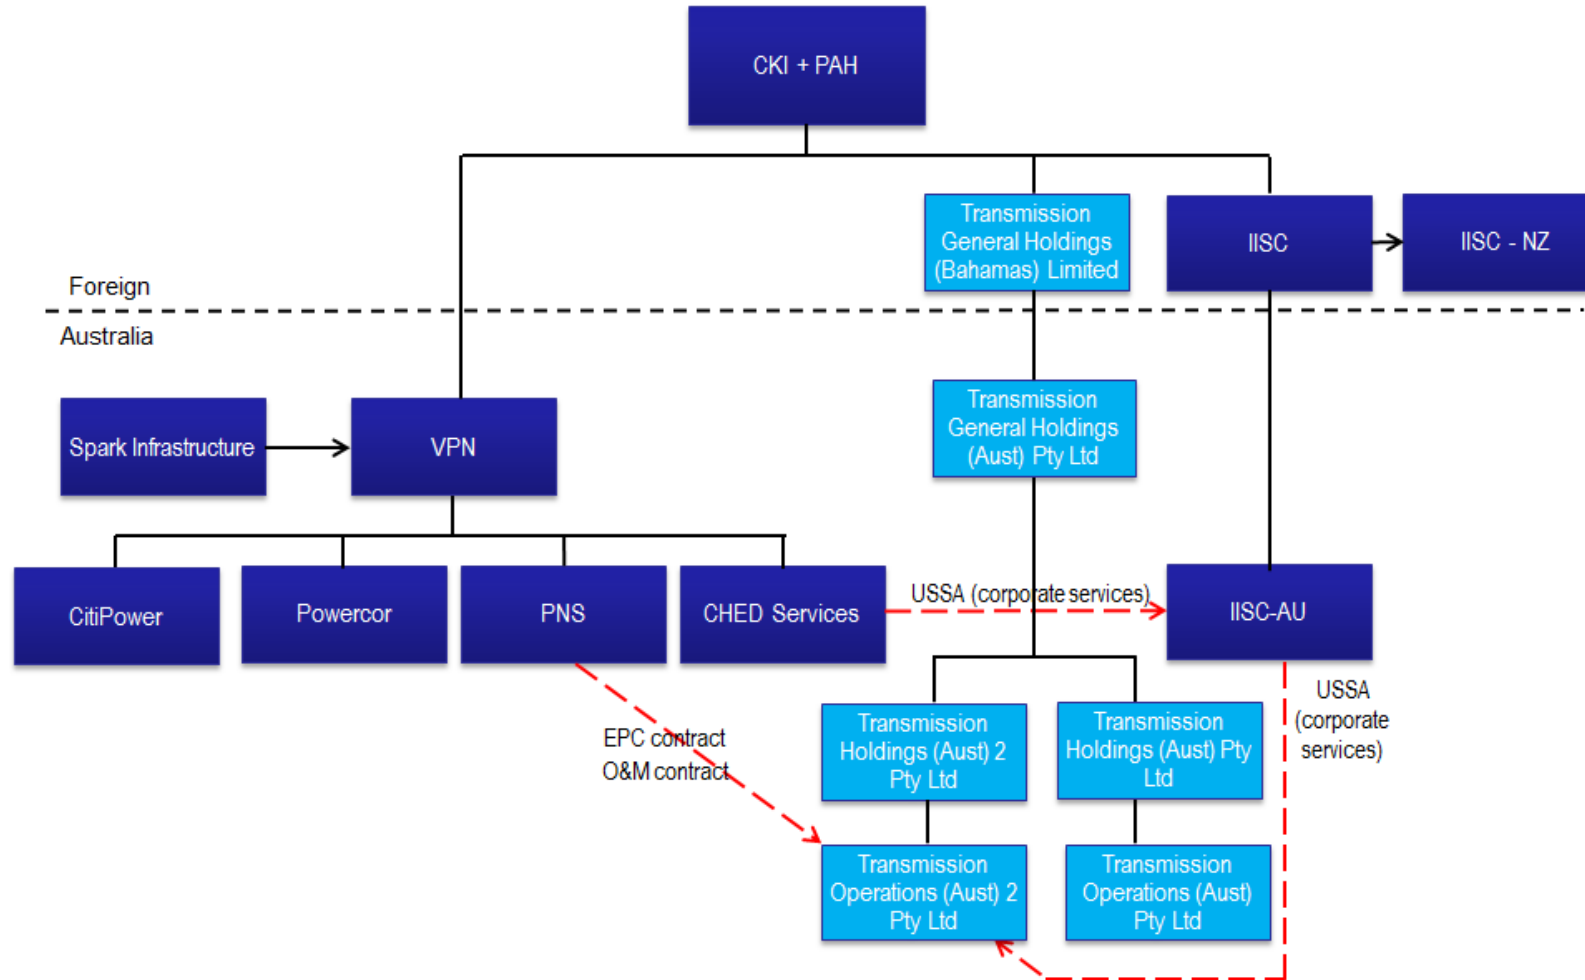 CKI + PAH
Transmission
General Holdings
(Bahamas) Limited
IISC
IISC - NZ
Foreign
Australia
Spark Infrastructure
VPN
Transmission
General Holdings
(Aust) Pty Ltd
CitiPower
Powercor
PNS
CHED Services
USSA (corporate services)
IISC-AU
USSA
(corporate
services)
EPC contract
O&M contract
Transmission
Holdings (Aust) 2
Pty Ltd
Transmission
Holdings (Aust) Pty
Ltd
Transmission
Operations (Aust) 2
Pty Ltd
Transmission
Operations (Aust)
Pty Ltd